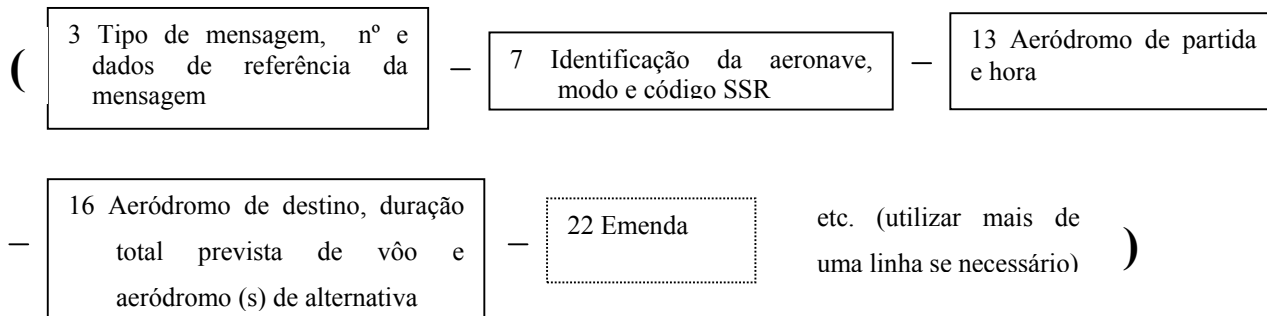 (
3 Tipo de mensagem, nº e
dados de referência da
mensagem
–
7 Identificação da aeronave,
modo e código SSR
–
13 Aeródromo de partida
e hora
–
16 Aeródromo de destino, duração
total prevista de vôo e
aeródromo (s) de alternativa
–
22 Emenda
etc. (utilizar mais de
uma linha se necessário)
)